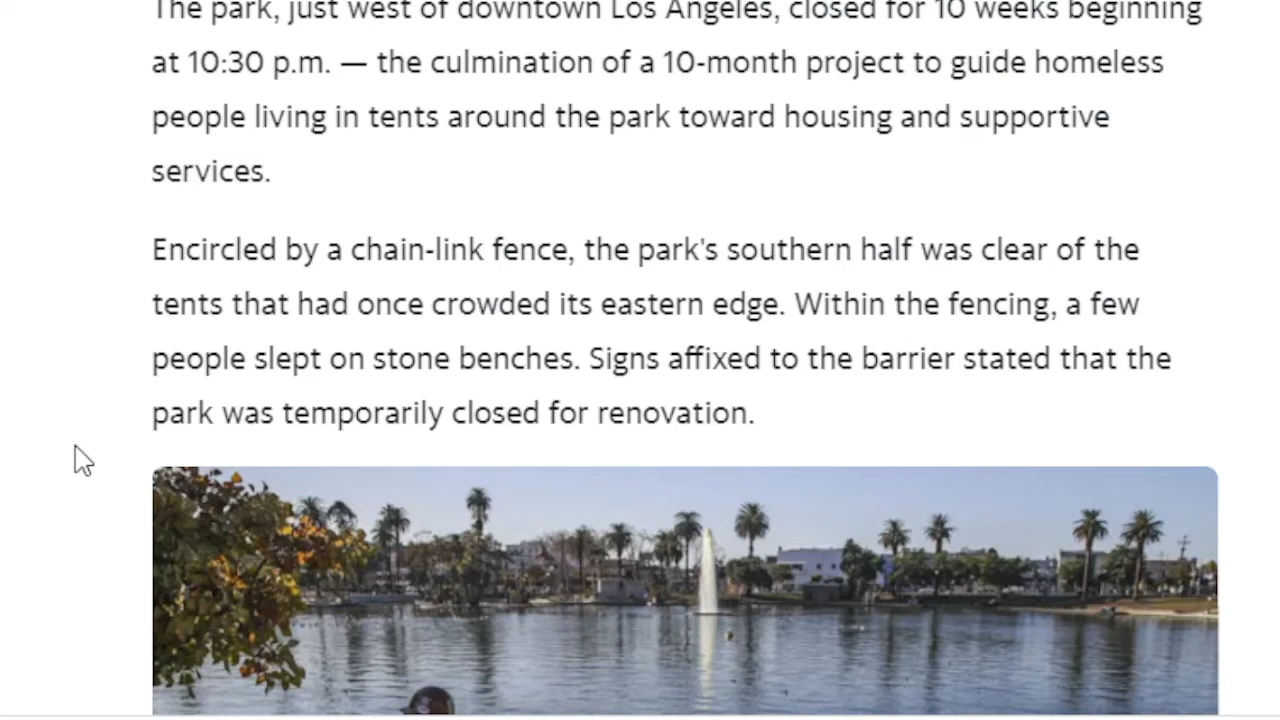 The park, just west of downtown Los Angeles, closed for 10 weeks beginning
at 10:30 p.m. — the culmination of a 10-month project to guide homeless
people living in tents around the park toward housing and supportive
services.
Encircled by a chain-link fence, the park's southern half was clear of the
tents that had once crowded its eastern edge. Within the fencing, a few
people slept on stone benches. Signs affixed to the barrier stated that the
park was temporarily closed for renovation.